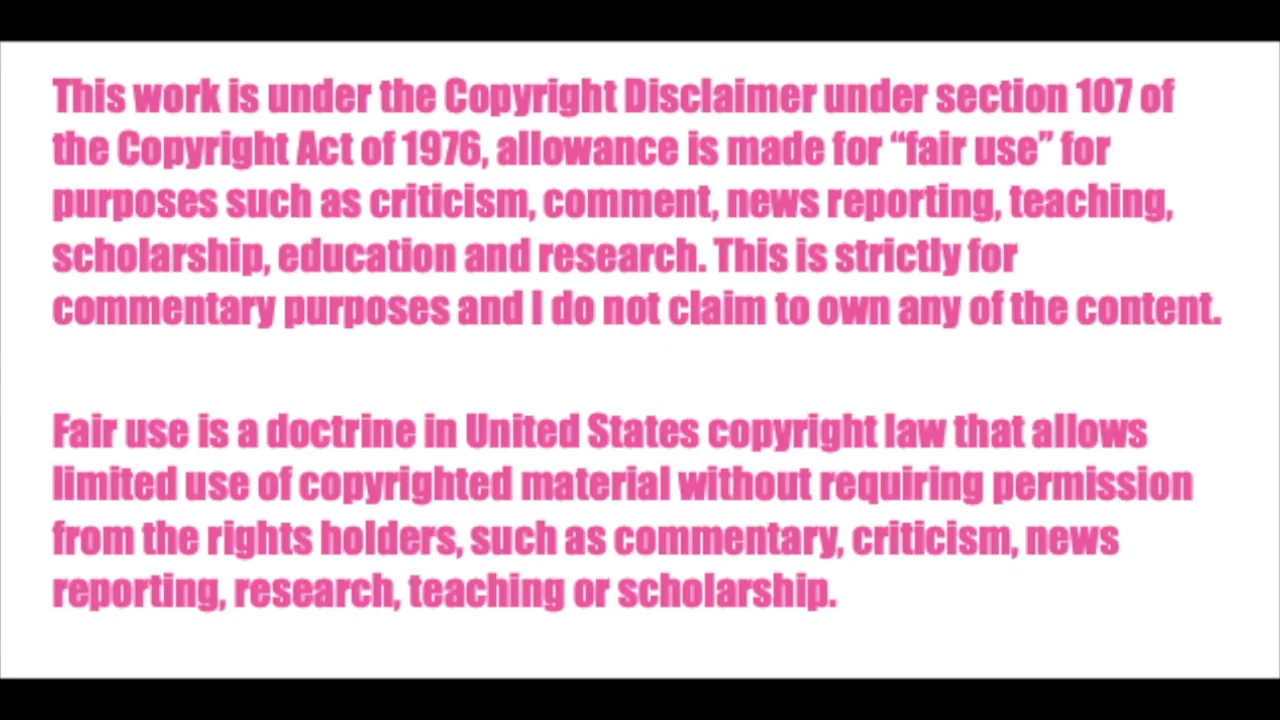 This work is under the Copyright Disclaimer under section 107 of
the Copyright Act of 1976, allowance is made for “fair use” for
purposes such as criticism, comment, news reporting, teaching,
scholarship, education and research. This is strictly for
commentary purposes and I do not claim to own any of the content.
Fair use is a doctrine in United States copyright law that allows
limited use of copyrighted material without requiring permission
from the rights holders, such as commentary, criticism, news
reporting, research, teaching or scholarship.